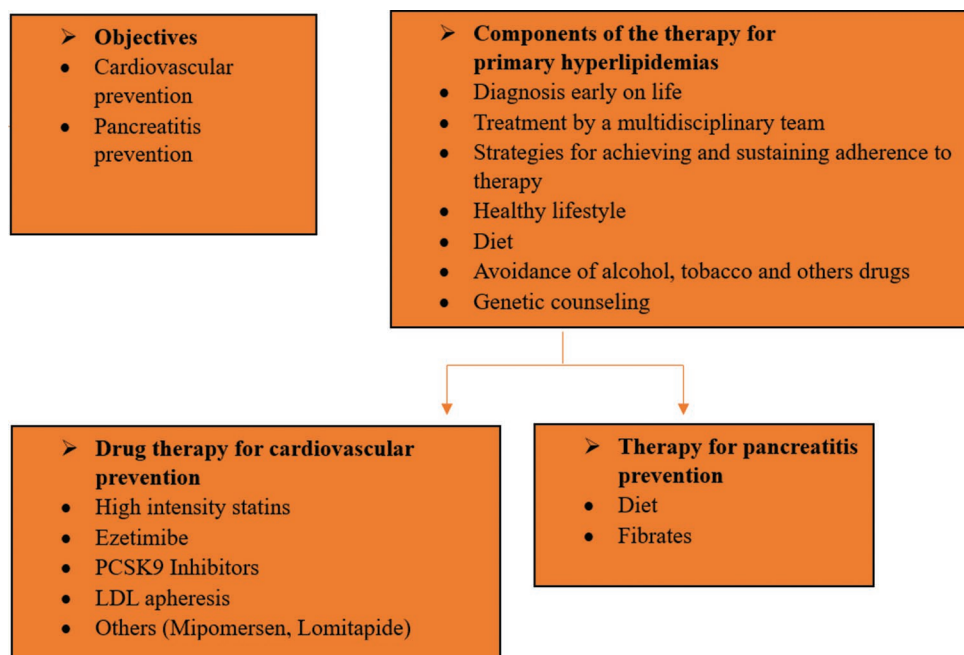 ➤ Objectives
• Cardiovascular
prevention
• Pancreatitis
prevention
➤ Components of the therapy for
primary hyperlipidemias
• Diagnosis early on life
• Treatment by a multidisciplinary team
• Strategies for achieving and sustaining adherence to
therapy
• Healthy lifestyle
• Diet
• Avoidance of alcohol, tobacco and others drugs
• Genetic counseling
➤ Drug therapy for cardiovascular
prevention
• High intensity statins
• Ezetimibe
• PCSK9 Inhibitors
• LDL apheresis
• Others (Mipomersen, Lomitapide)
➤ Therapy for pancreatitis
prevention
• Diet
• Fibrates